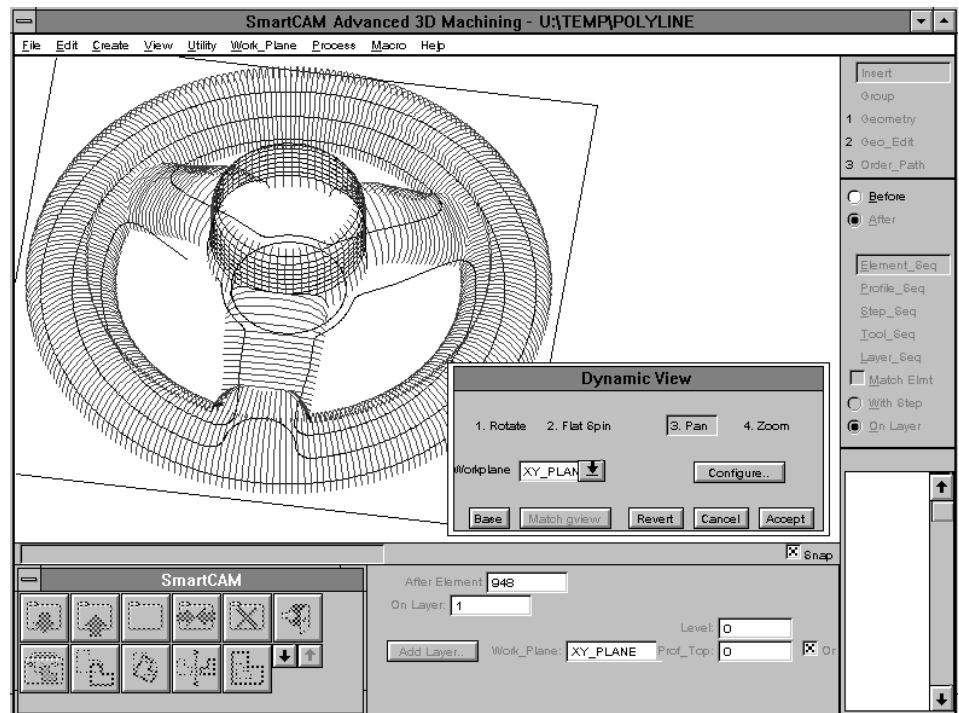 SmartCAM Advanced 3D Machining - U:\TEMP\POLYLINE
File Edit Create View Utility Work_Plane Process Macro Help
Insert
Group
1 Geometry
2 Geo_Edit
3 Order_Path
Before
After
Element_Seq
Profile_Seq
Step_Seq
Tool_Seq
Layer_Seq
Match Elmt
With Step
On Layer
Dynamic View
1. Rotate 2. Flat Spin 3. Pan 4. Zoom
Workplane XY_PLAN Configure..
Base Match gview Revert Cancel Accept
Snap
SmartCAM
After Element 948
On Layer: 1
Level: 0
Add Layer.. Work_Plane: XY_PLANE Prof_Top: 0 Or